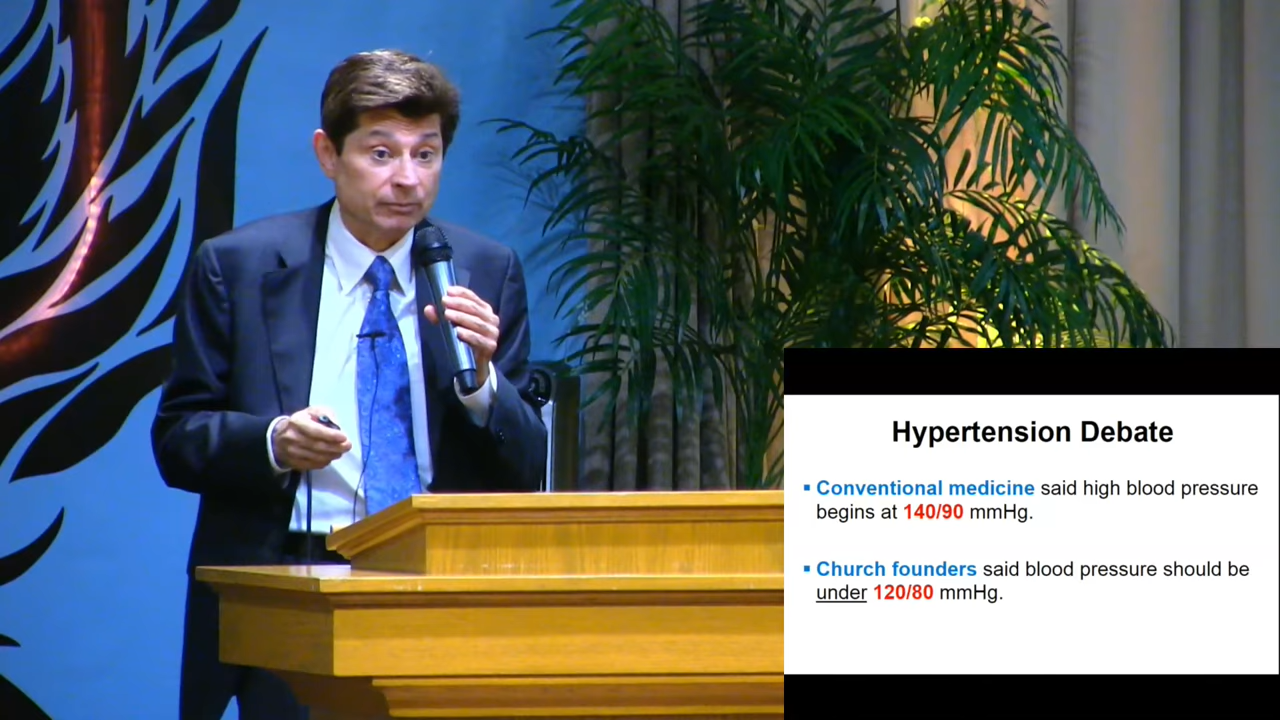 Hypertension Debate
▪ Conventional medicine said high blood pressure
begins at 140/90 mmHg.
▪ Church founders said blood pressure should be
under 120/80 mmHg.